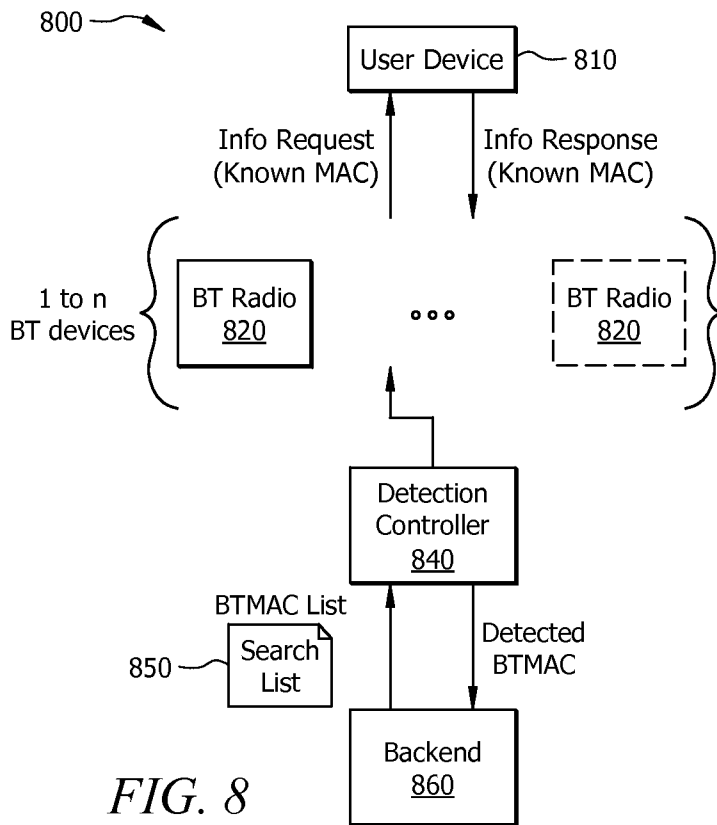 800
User Device
810
Info Request
(Known MAC)
Info Response
(Known MAC)
1 to n
BT devices
BT Radio
820
BT Radio
820
Detection
Controller
840
BTMAC List
850
Search
List
Detected
BTMAC
Backend
860
FIG. 8